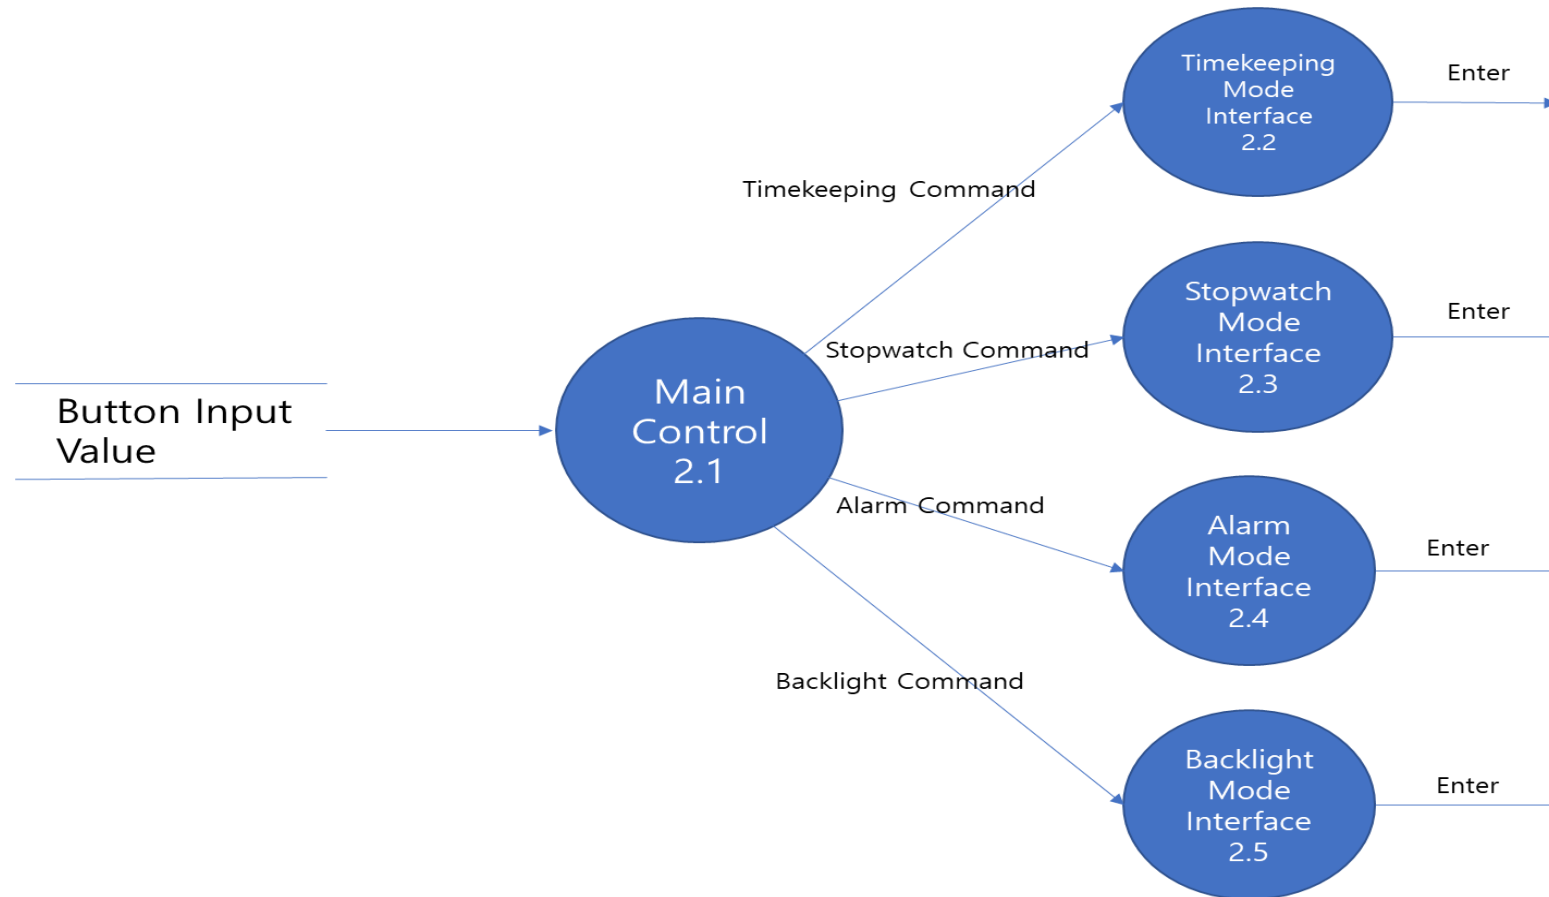 Timekeeping
Mode
Interface
2.2
Enter
Timekeeping Command
Stopwatch
Mode
Interface
2.3
Enter
Stopwatch Command
Button Input
Value
Main
Control
2.1
Alarm Command
Alarm
Mode
Interface
2.4
Enter
Backlight Command
Backlight
Mode
Interface
2.5
Enter